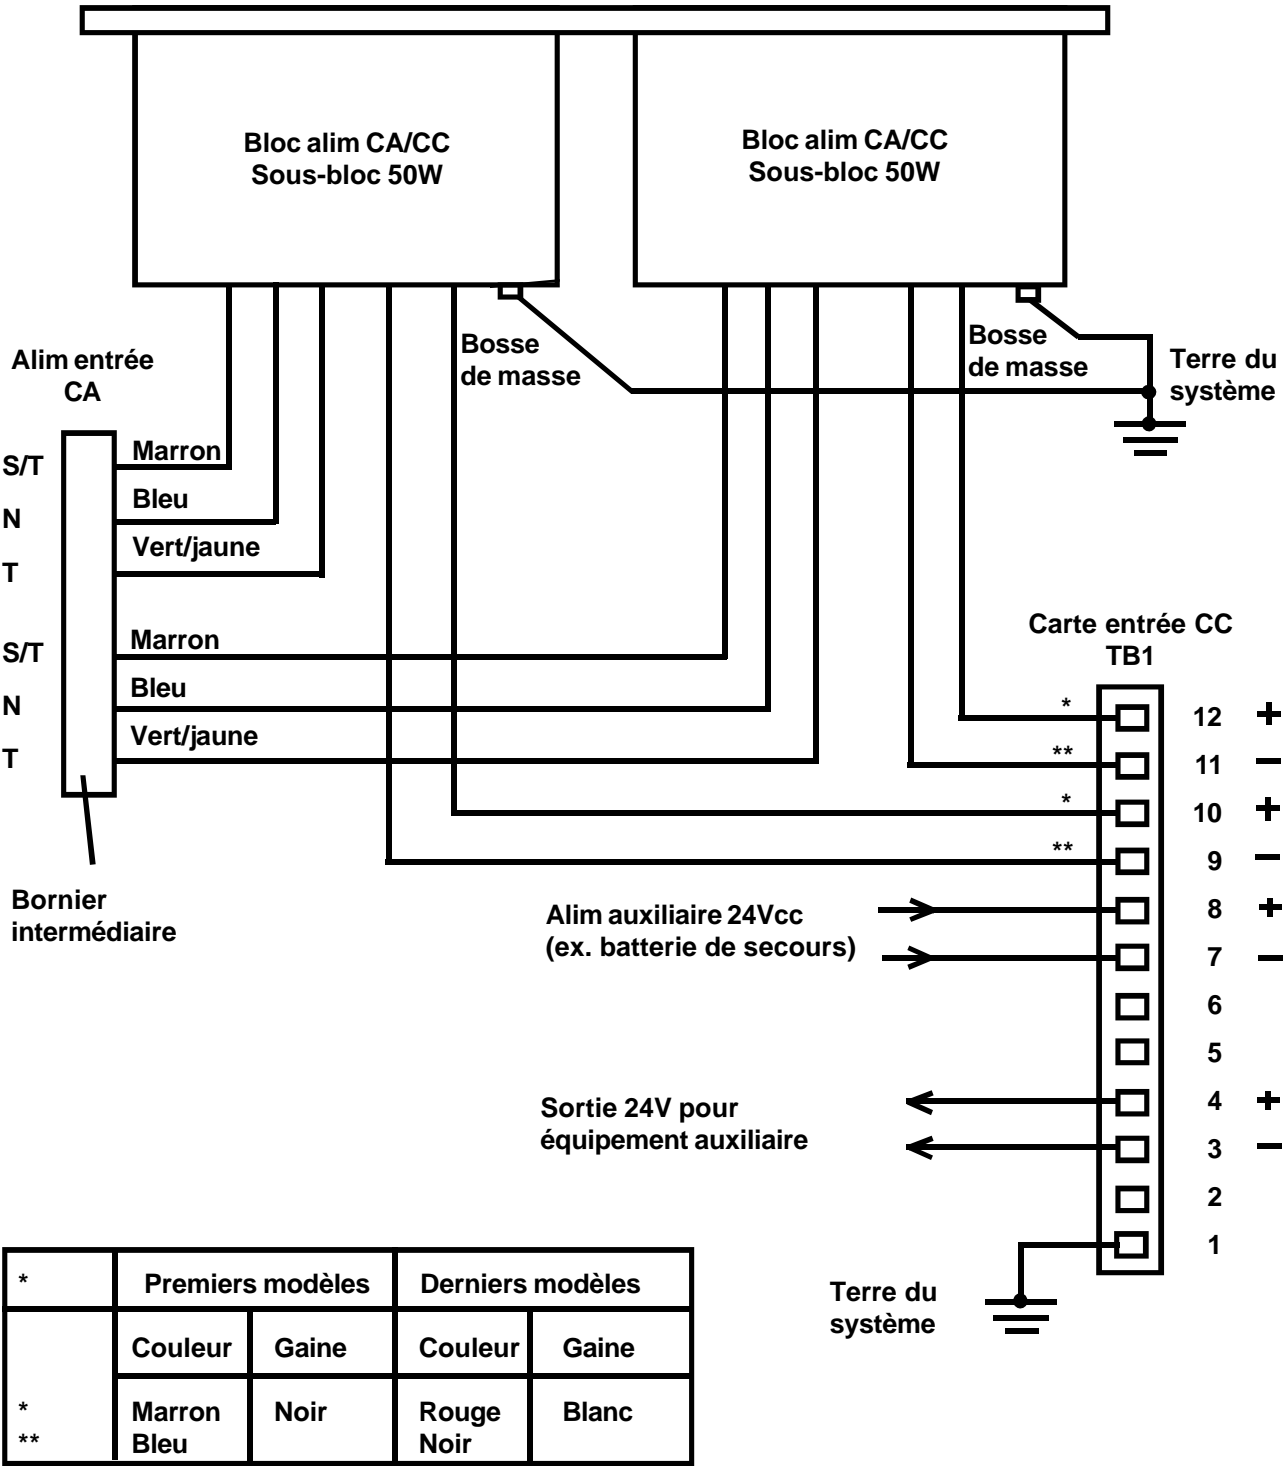 Bloc alim CA/CC
Sous-bloc 50W
Bloc alim CA/CC
Sous-bloc 50W
Bosse
de masse
Bosse
de masse
Terre du
système
Alim entrée
CA
S/T
Marron
N
Bleu
T
Vert/jaune
S/T
Marron
N
Bleu
T
Vert/jaune
Bornier
intermédiaire
Carte entrée CC
TB1
* 12 +
** 11 −
* 10 +
** 9 −
Alim auxiliaire 24Vcc
(ex. batterie de secours)
8 +
7 −
6
5
Sortie 24V pour
équipement auxiliaire
4 +
3 −
2
1
Terre du
système
* Premiers modèles Derniers modèles
Couleur Gaine Couleur Gaine
* Marron Noir Rouge Blanc
** Bleu Noir